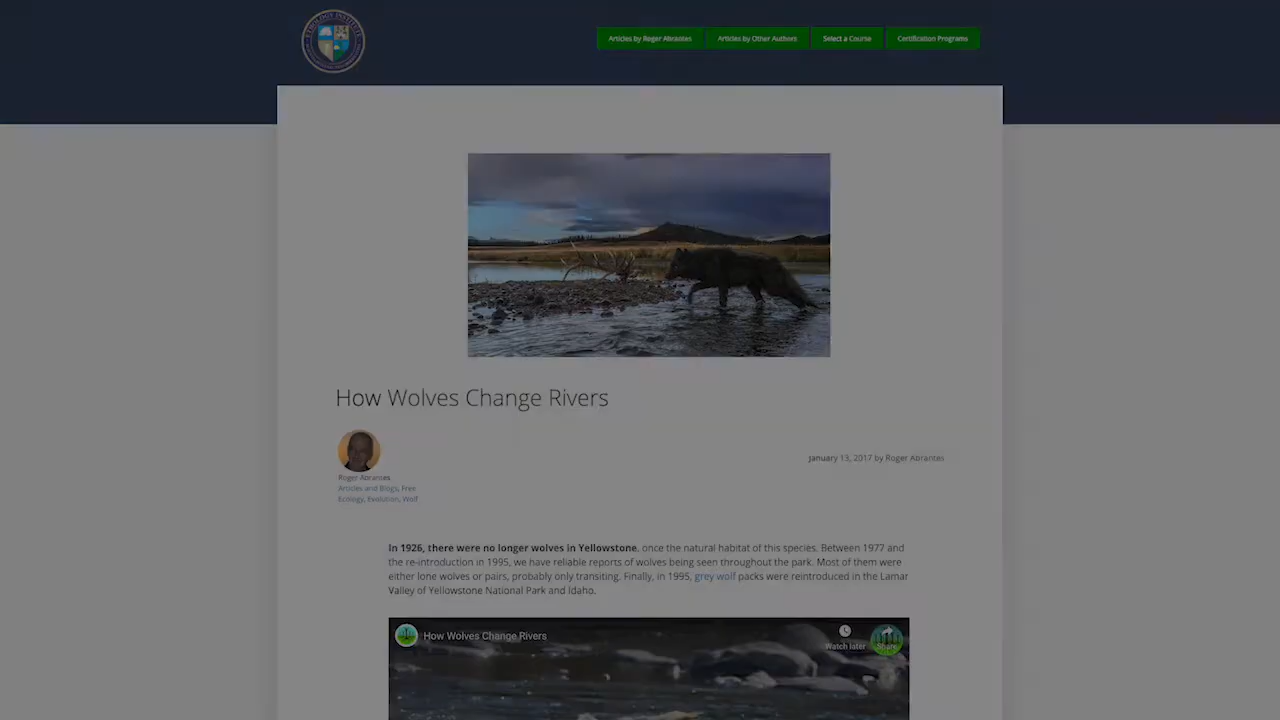 Articles by Roger Abrantes
Articles by Other Authors
Select a Course
Certification Programs
How Wolves Change Rivers
Roger Abrantes
Articles and Blogs, Free
Ecology, Evolution, Wolf
January 13, 2017 by Roger Abrantes
In 1926, there were no longer wolves in Yellowstone, once the natural habitat of this species. Between 1977 and
the re-introduction in 1995, we have reliable reports of wolves being seen throughout the park. Most of them were
either lone wolves or pairs, probably only transiting. Finally, in 1995, grey wolf packs were reintroduced in the Lamar
Valley of Yellowstone National Park and Idaho.
How Wolves Change Rivers
Watch later
Share